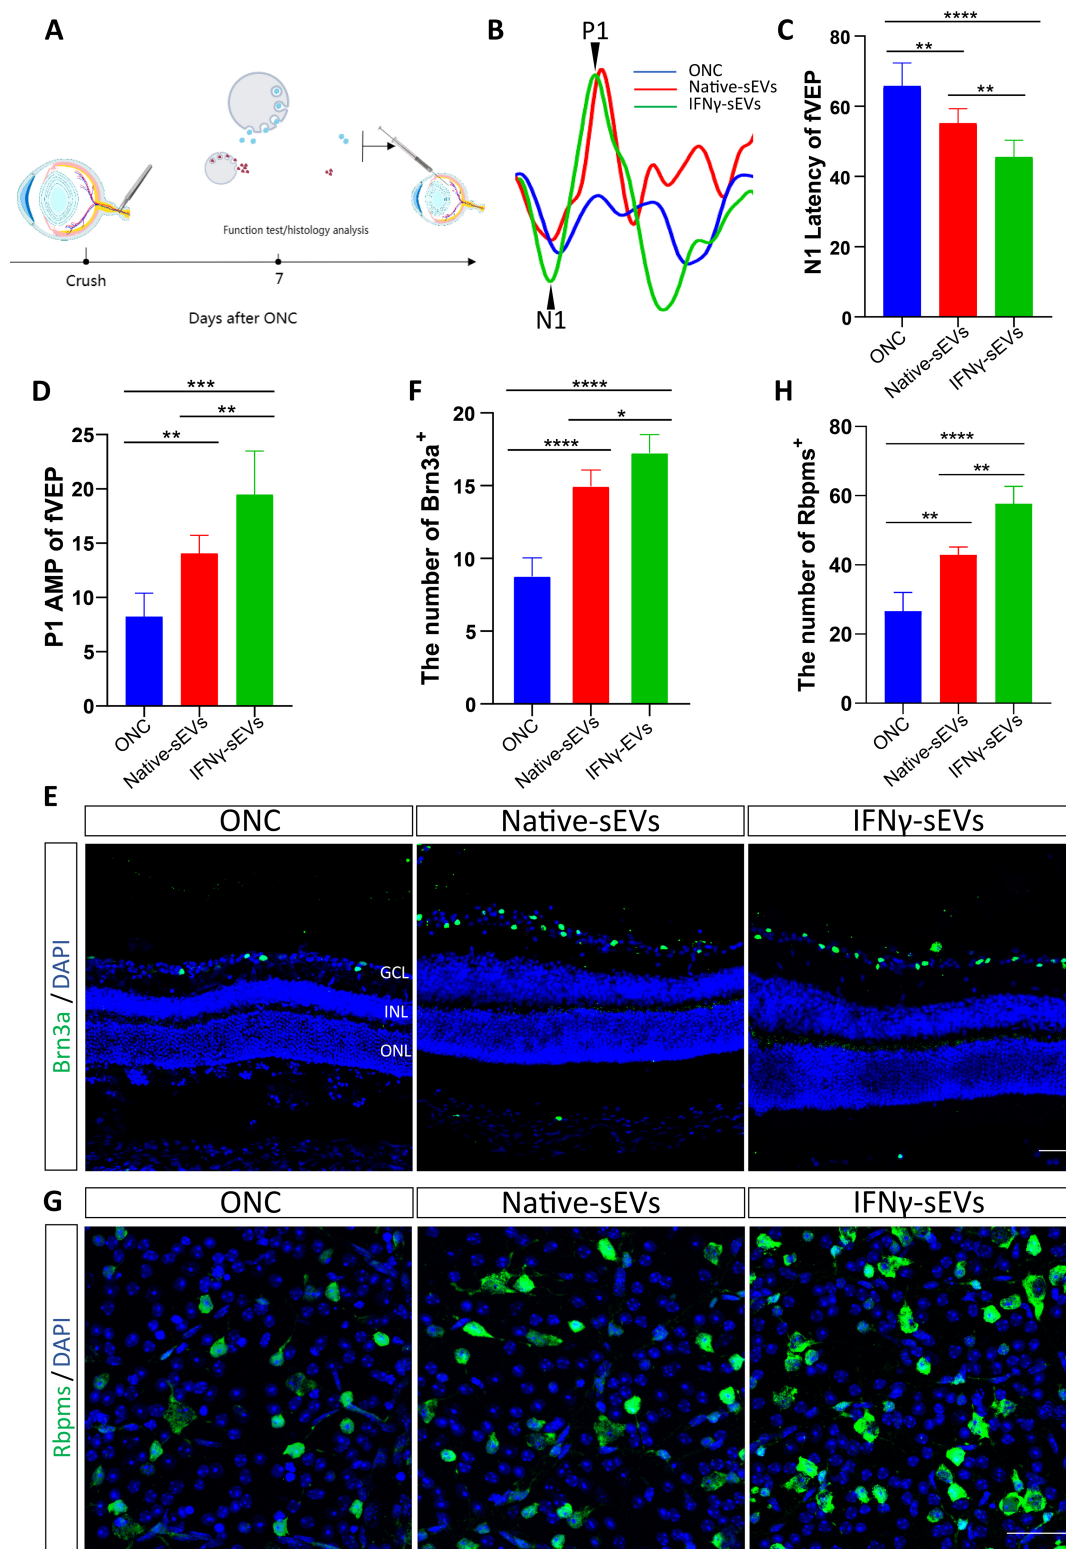 A
Function test/histology analysis
Crush
7
Days after ONC
B
P1
ONC
Native-sEVs
IFNγ-sEVs
N1
C
****
**
**
N1 Latency of fVEP
80
60
40
20
0
ONC
Native-sEVs
IFNγ-sEVs
D
***
**
**
P1 AMP of fVEP
25
20
15
10
5
0
ONC
Native-sEVs
IFNγ-sEVs
F
****
*
****
The number of Brn3a+
20
15
10
5
0
ONC
Native-sEVs
IFNγ-EVs
H
****
**
**
The number of Rbpms+
80
60
40
20
0
ONC
Native-sEVs
IFNγ-sEVs
E
ONC
Native-sEVs
IFNγ-sEVs
Brn3a / DAPI
GCL
INL
ONL
G
ONC
Native-sEVs
IFNγ-sEVs
Rbpms / DAPI